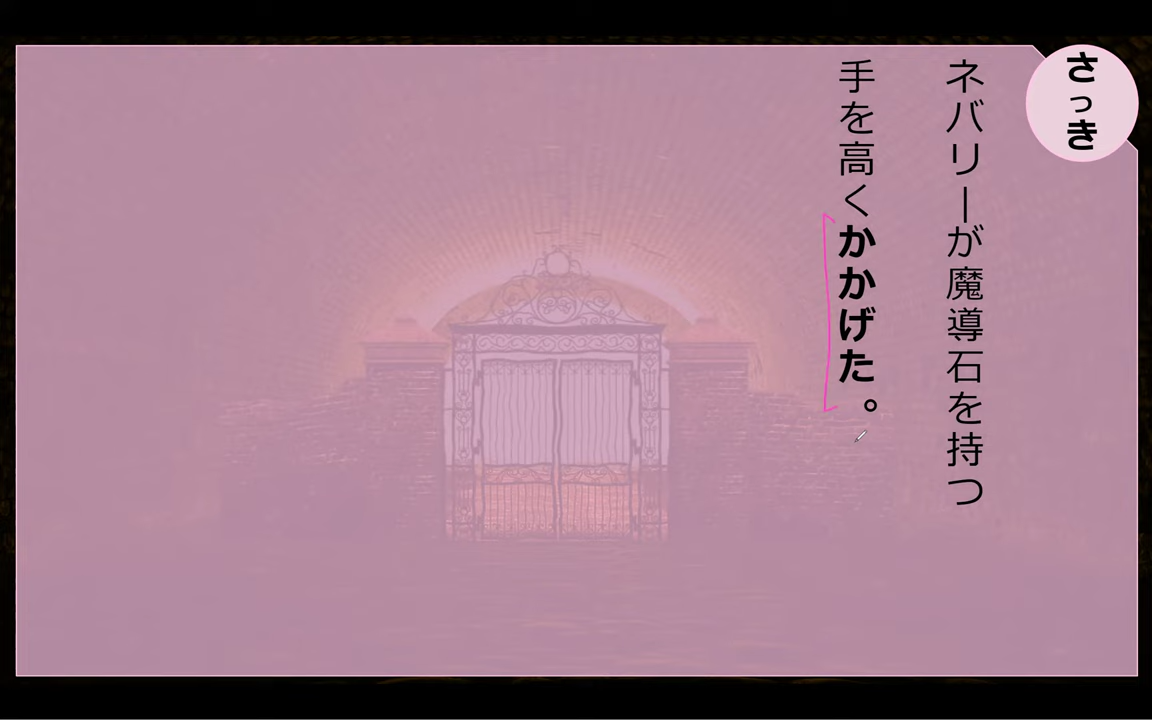 さっき
ネバリーが魔導石を持つ
手を高くかかげた。